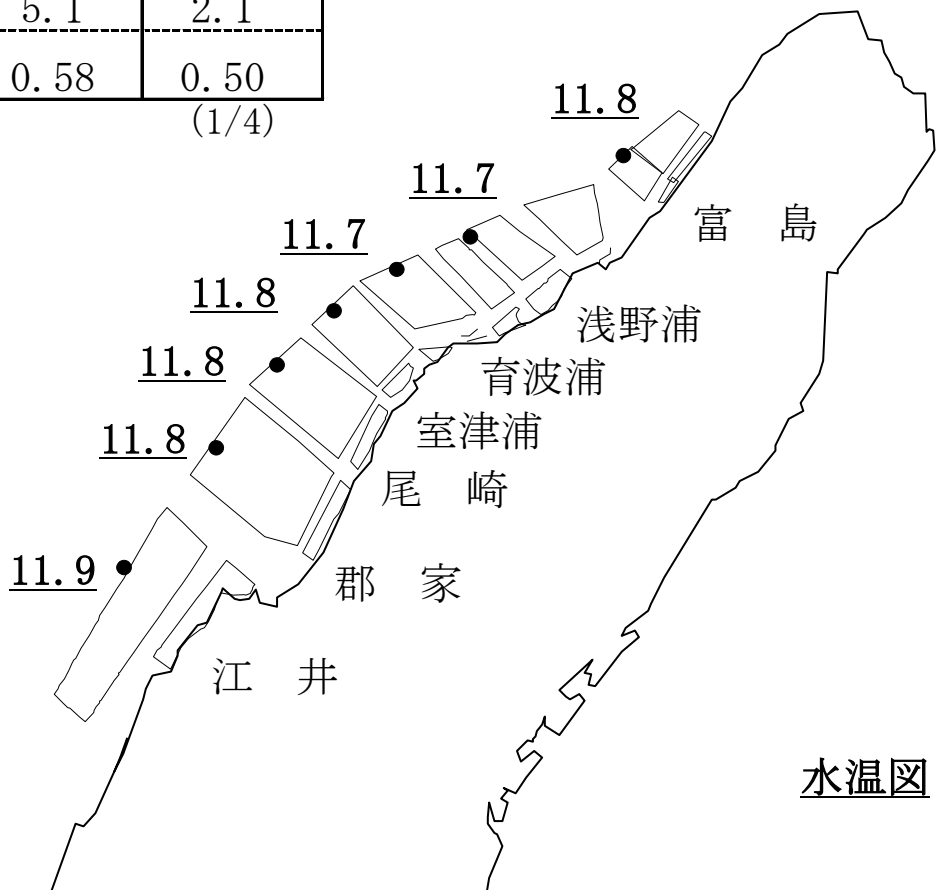 5.1 2.1
0.58 0.50
(1/4)
11.8
11.7
富 島
11.7
11.8
浅野浦
11.8
育波浦
11.8
室津浦
尾 崎
11.9
郡 家
江 井
水温図